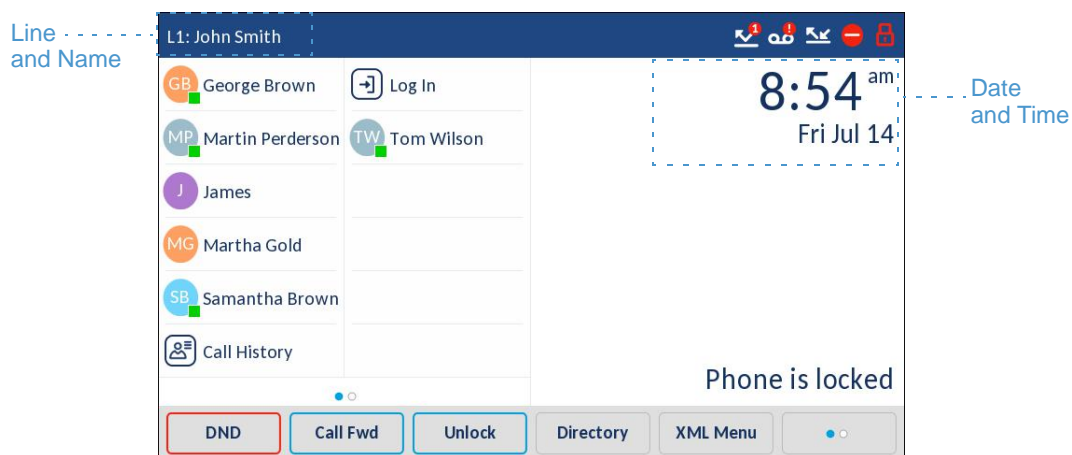 Line
and Name
L1: John Smith
1
!
GB George Brown
Log In
MP Martin Perderson
TW Tom Wilson
J James
MG Martha Gold
SB Samantha Brown
Call History
8:54 am
Fri Jul 14
Date
and Time
Phone is locked
DND
Call Fwd
Unlock
Directory
XML Menu